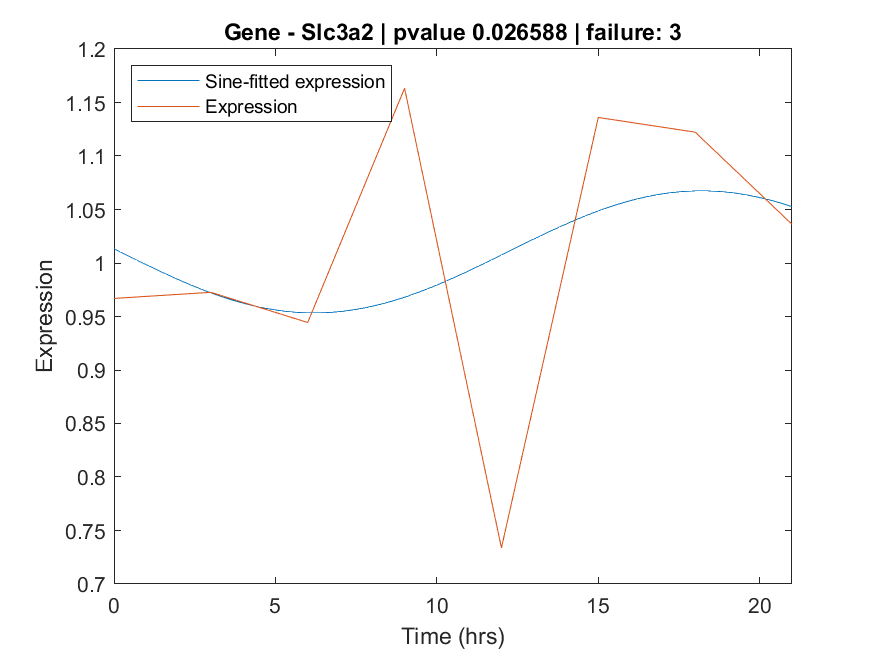 Gene - Slc3a2 | pvalue 0.026588 | failure: 3
Sine-fitted expression
Expression
1.2
1.15
1.1
1.05
1
0.95
0.9
0.85
0.8
0.75
0.7
Expression
0 5 10 15 20
Time (hrs)